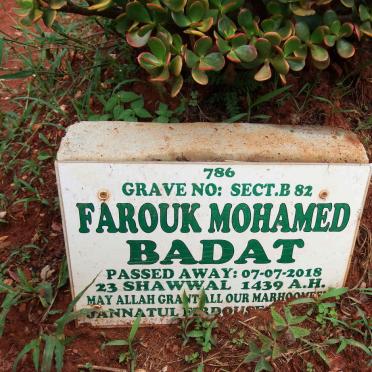 786
GRAVE NO: SECT.B 82
FAROUK MOHAMED
BADAT
PASSED AWAY: 07-07-2018
23 SHAWWAL 1439 A.H.
MAY ALLAH GRANT ALL OUR MARHOOMEEN
JANNATUL FIRDOUS